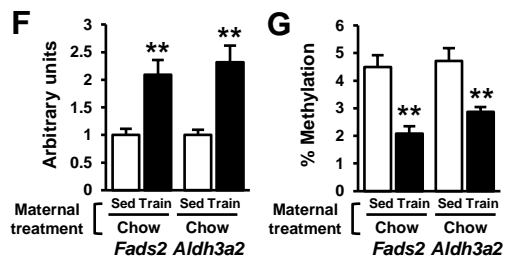 F
Arbitrary units
3
2.5
2
1.5
1
0.5
0
**
**
Maternal treatment
Sed Train Sed Train
Chow Chow
Fads2 Aldh3a2
G
% Methylation
6
5
4
3
2
1
0
**
**
Maternal treatment
Sed Train Sed Train
Chow Chow
Fads2 Aldh3a2